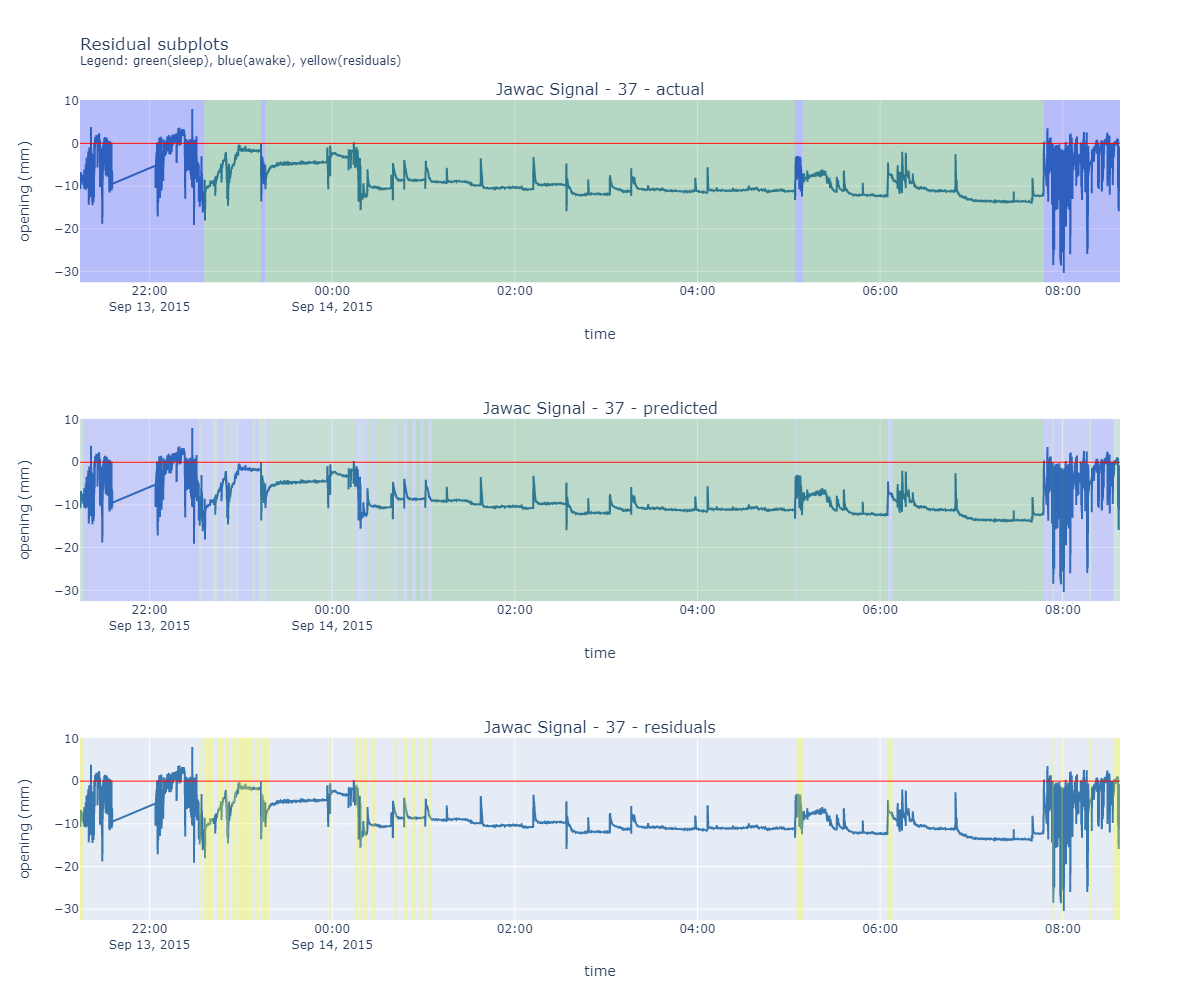 Residual subplots
Legend: green(sleep), blue(awake), yellow(residuals)
Jawac Signal - 37 - actual
opening (mm)
10
0
−10
−20
−30
22:00 00:00 02:00 04:00 06:00 08:00
Sep 13, 2015 Sep 14, 2015
time
Jawac Signal - 37 - predicted
opening (mm)
10
0
−10
−20
−30
22:00 00:00 02:00 04:00 06:00 08:00
Sep 13, 2015 Sep 14, 2015
time
Jawac Signal - 37 - residuals
opening (mm)
10
0
−10
−20
−30
22:00 00:00 02:00 04:00 06:00 08:00
Sep 13, 2015 Sep 14, 2015
time